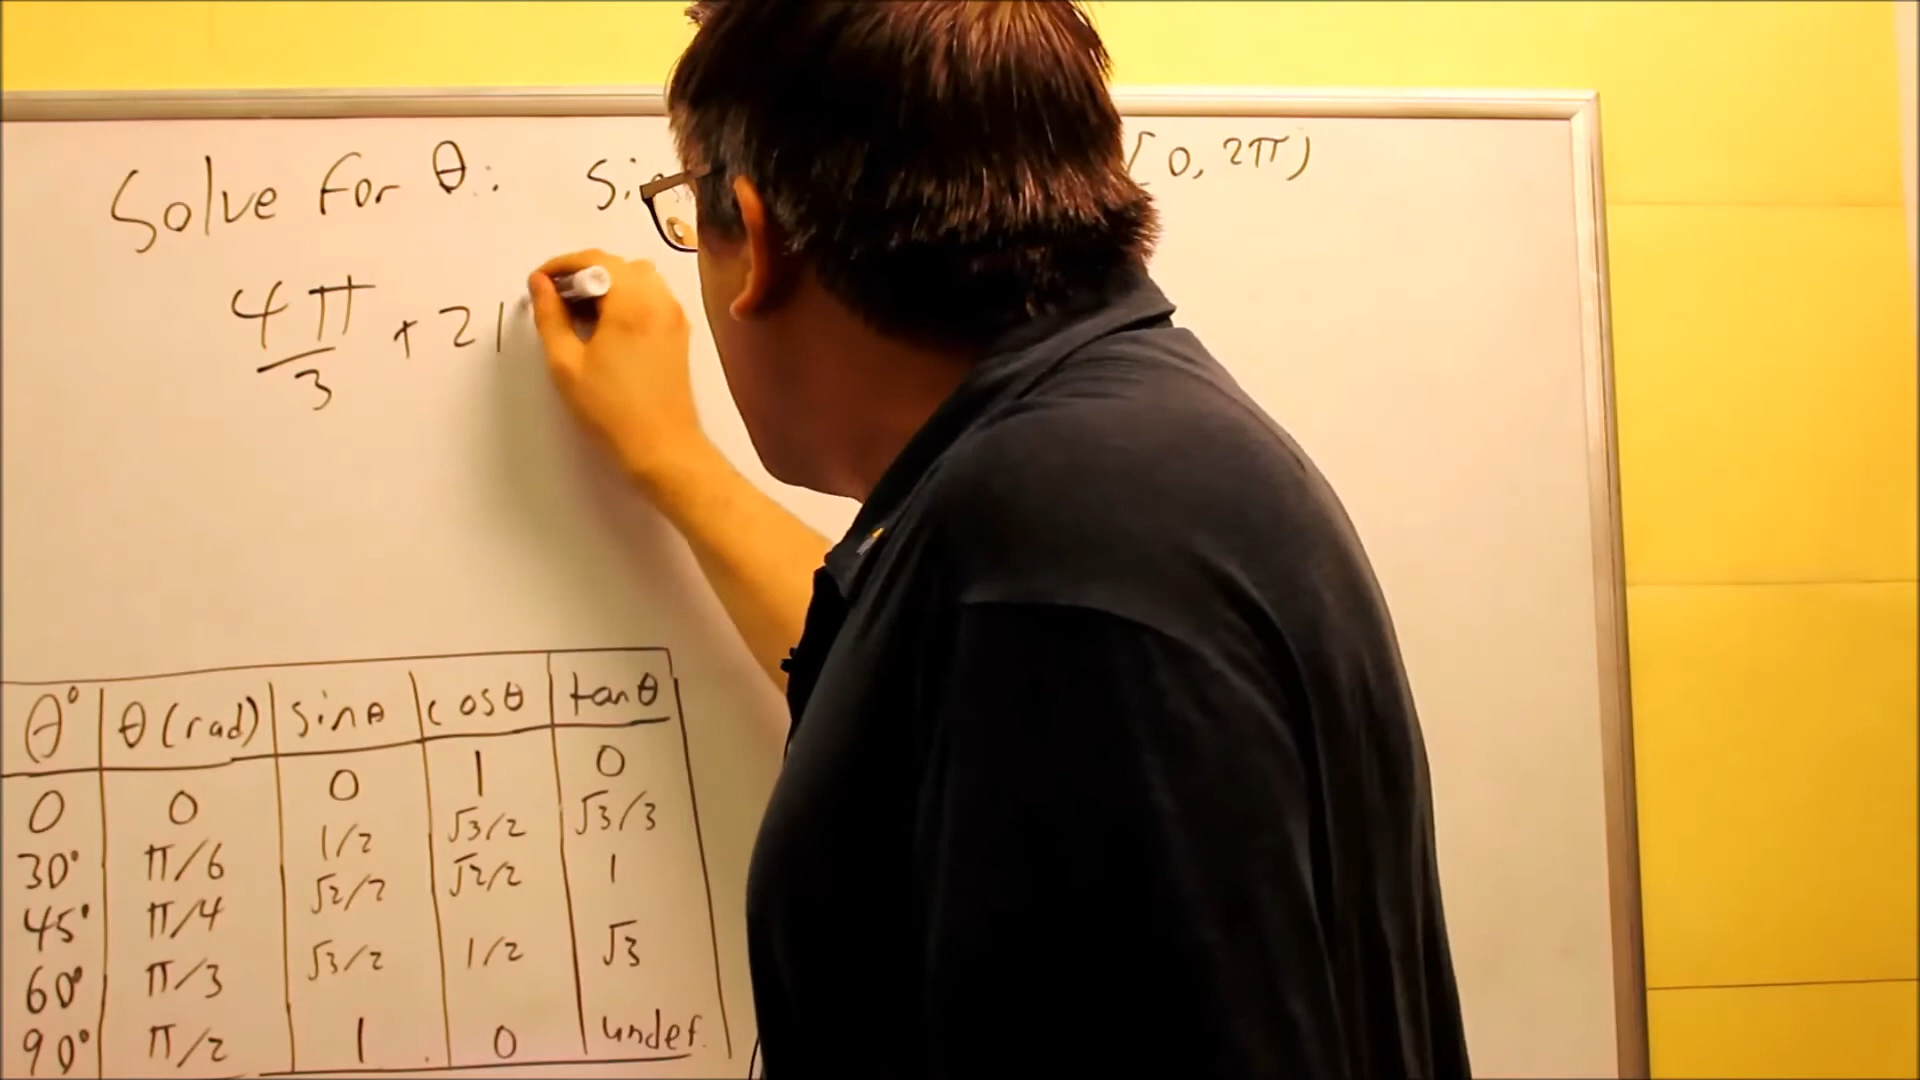 Solve for θ: sin [0, 2π)
4π/3 + 2
θ° θ(rad) sinθ cosθ tanθ
0 0 0 1 0
30° π/6 1/2 √3/2 √3/3
45° π/4 √2/2 √2/2 1
60° π/3 √3/2 1/2 √3
90° π/2 1 0 undef.